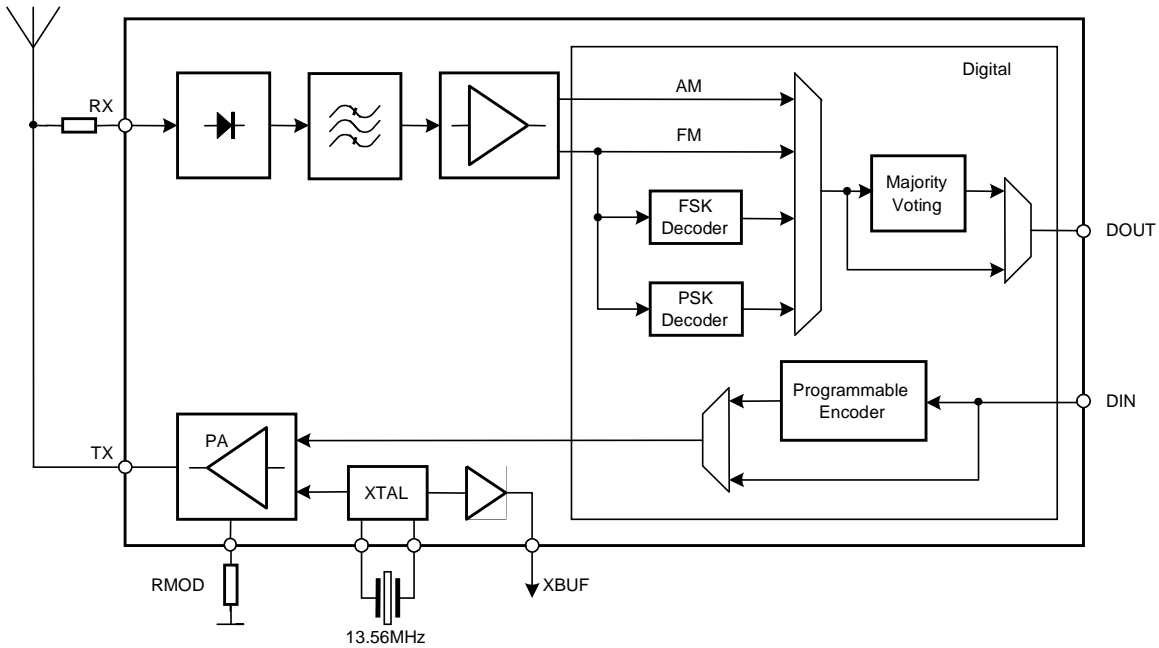 Digital
AM
RX
FM
Majority
Voting
FSK
Decoder
DOUT
PSK
Decoder
Programmable
Encoder
DIN
PA
TX
XTAL
RMOD
XBUF
13.56MHz